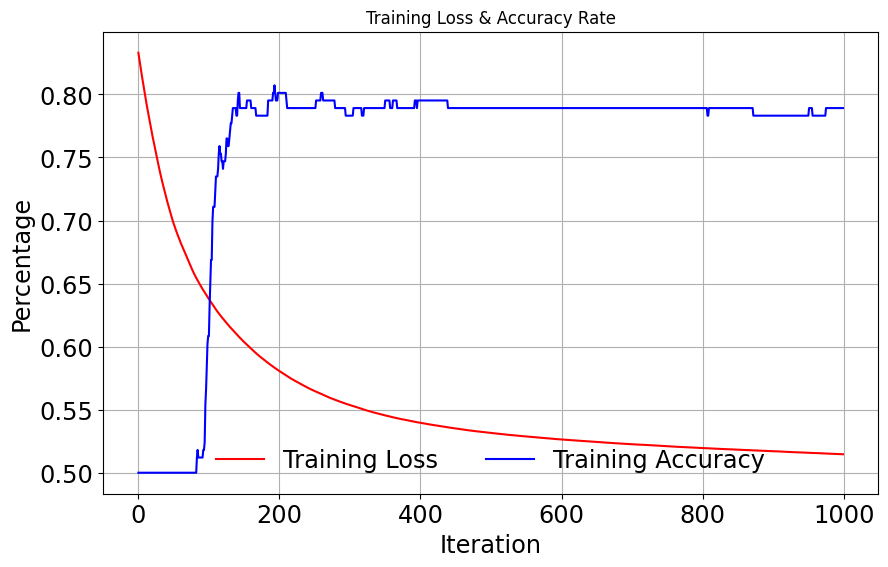 Training Loss & Accuracy Rate
Percentage
0.80
0.75
0.70
0.65
0.60
0.55
0.50
Training Loss
Training Accuracy
0 200 400 600 800 1000
Iteration